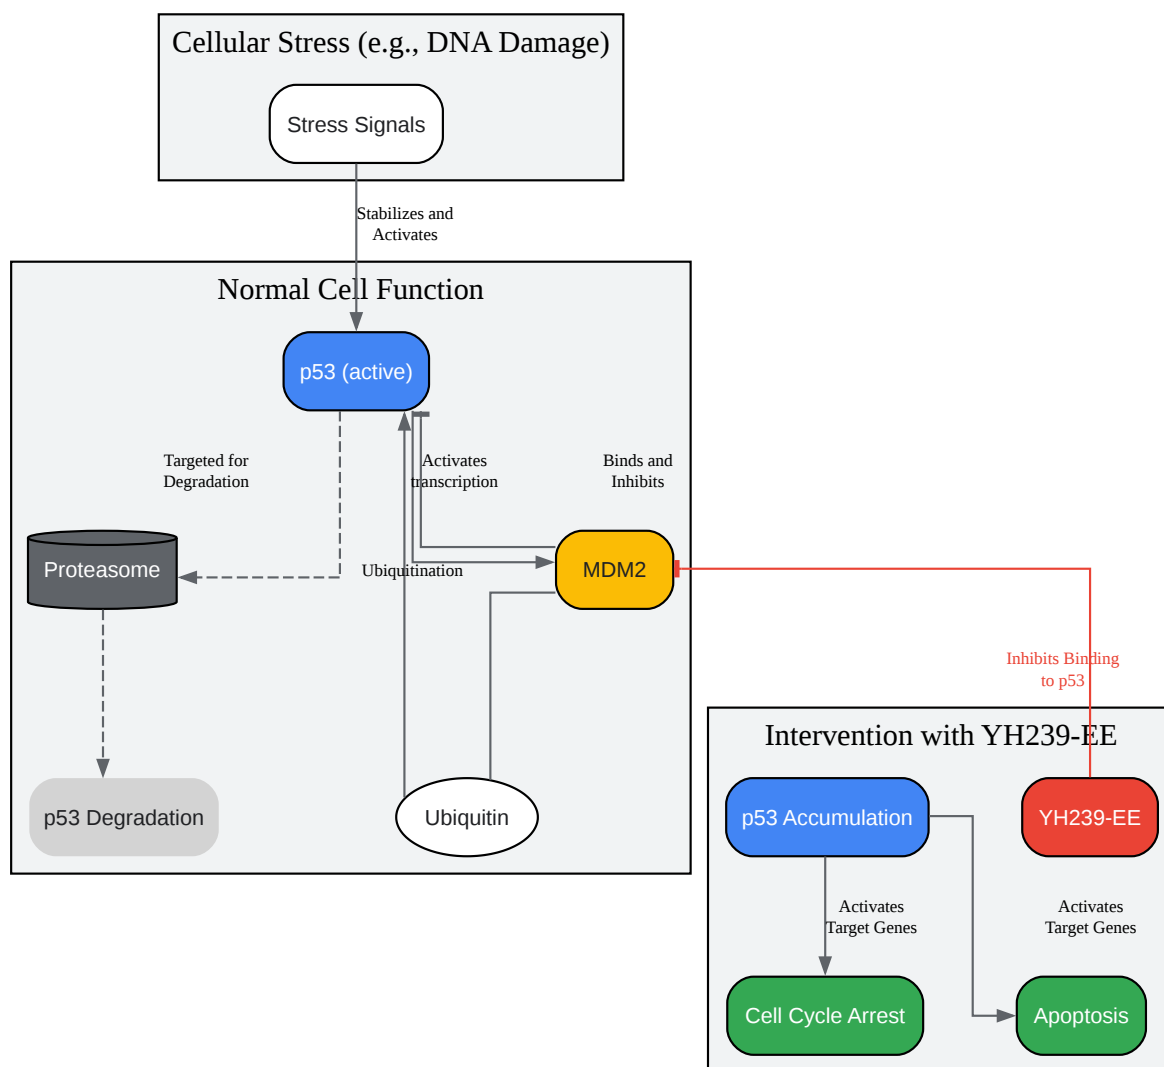 Cellular Stress (e.g., DNA Damage)
Stress Signals
Stabilizes and
Activates
Normal Cell Function
p53 (active)
Targeted for
Degradation
Activates
transcription
Binds and
Inhibits
Proteasome
Ubiquitination
MDM2
Inhibits Binding
to p53
p53 Degradation
Ubiquitin
Intervention with YH239-EE
p53 Accumulation
YH239-EE
Activates
Target Genes
Activates
Target Genes
Cell Cycle Arrest
Apoptosis